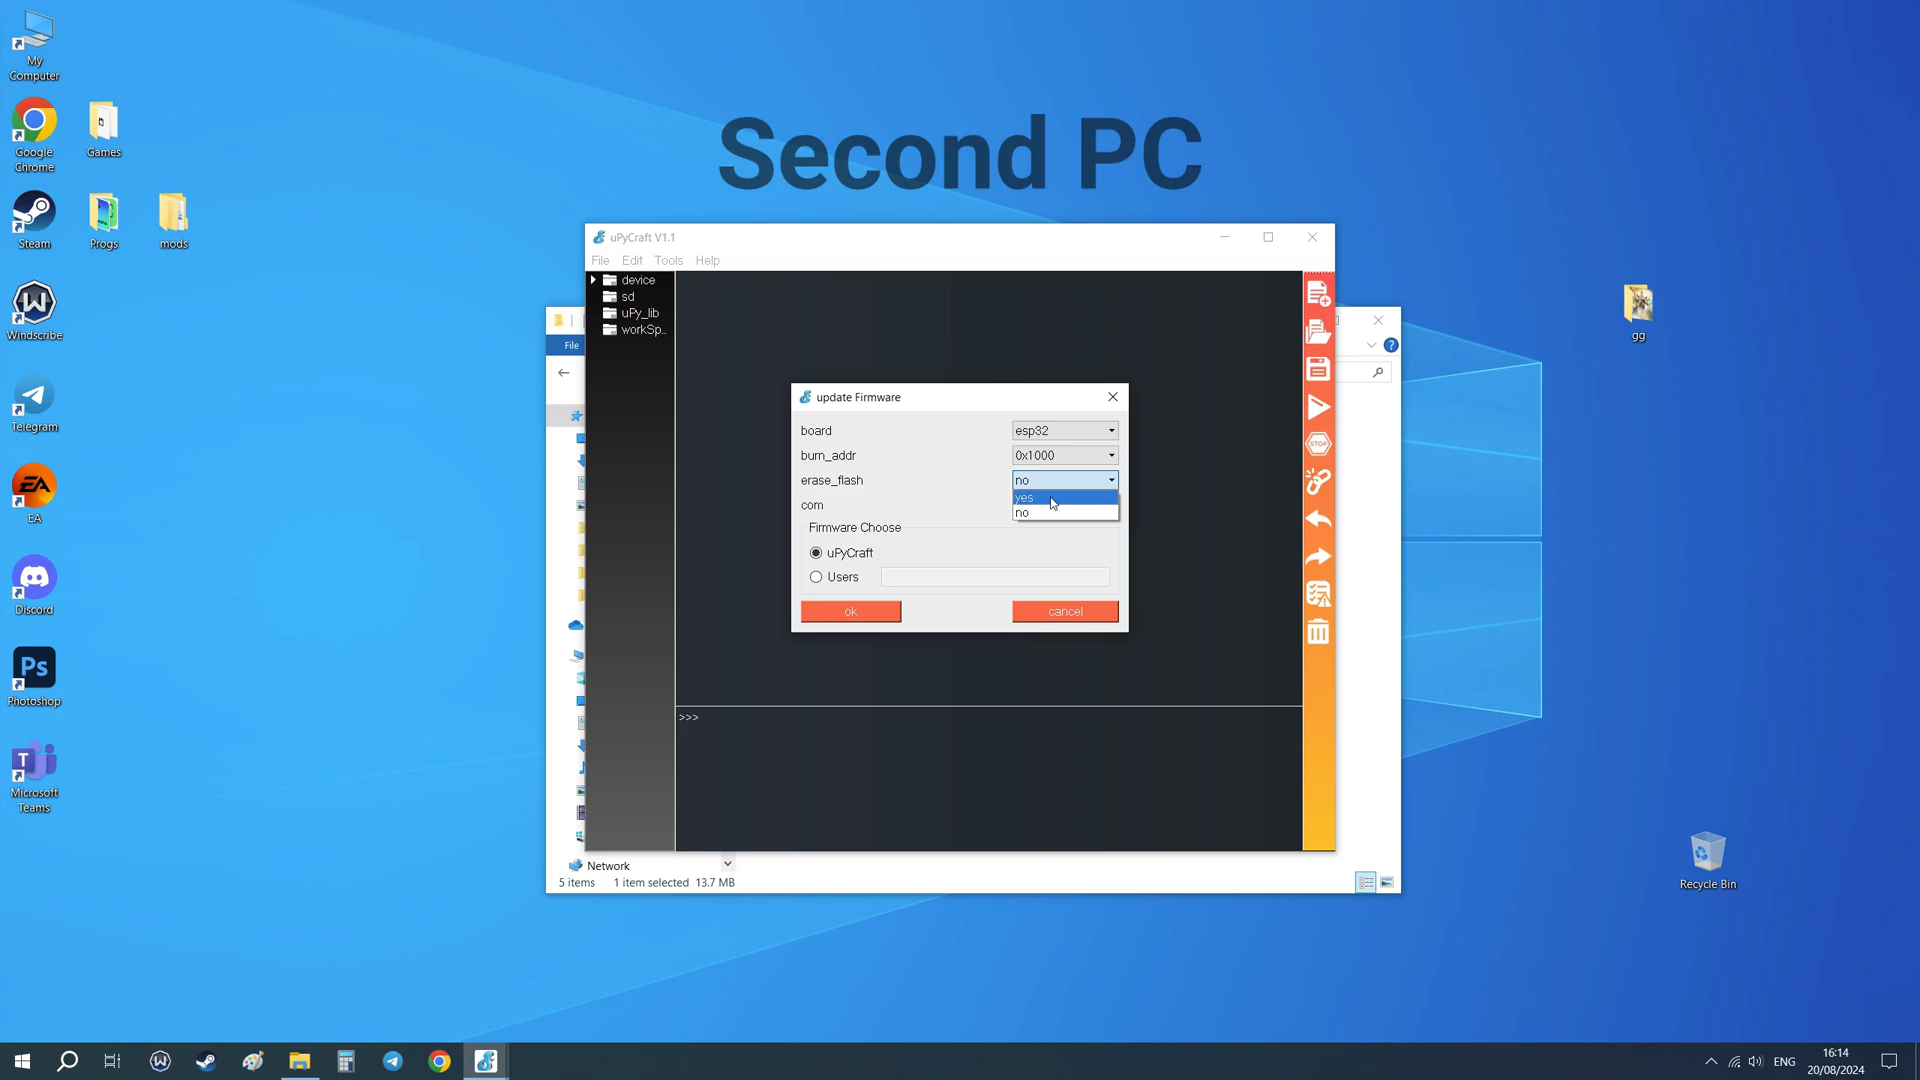 My
Computer
Google
Chrome
Games
Steam
Progs
mods
Windscribe
Telegram
EA
EA
Discord
Ps
Photoshop
T
Microsoft
Teams
Second PC
uPyCraft V1.1
File Edit Tools Help
device
sd
uPy_lib
workSp..
File
?
update Firmware
board esp32
burn_addr 0x1000
erase_flash no
yes
com
no
Firmware Choose
uPyCraft
Users
ok cancel
STOP
>>>
Network
5 items 1 item selected 13.7 MB
gg
Recycle Bin
ENG
16:14
20/08/2024